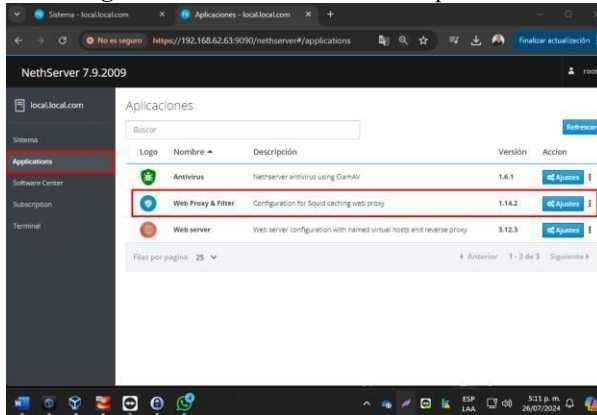 Sistema - local.local.com
Aplicaciones - local.local.com
No es seguro https://192.168.62.63:9090/nethserver#/applications
Finalizar actualización
NethServer 7.9.2009
root
local.local.com
Aplicaciones
Buscar
Refrescar
Sistema
Applications
Software Center
Subscription
Terminal
Logo Nombre Descripción Versión Accion
Antivirus Nethserver antivirus using ClamAV 1.6.1 Ajustes
Web Proxy & Filter Configuration for Squid caching web proxy 1.14.2 Ajustes
Web server Web server configuration with named virtual hosts and reverse proxy 3.12.3 Ajustes
Filas por pagina 25
Anterior 1 - 3 de 3 Siguiente
ESP
LAA
5:11 p. m.
26/07/2024